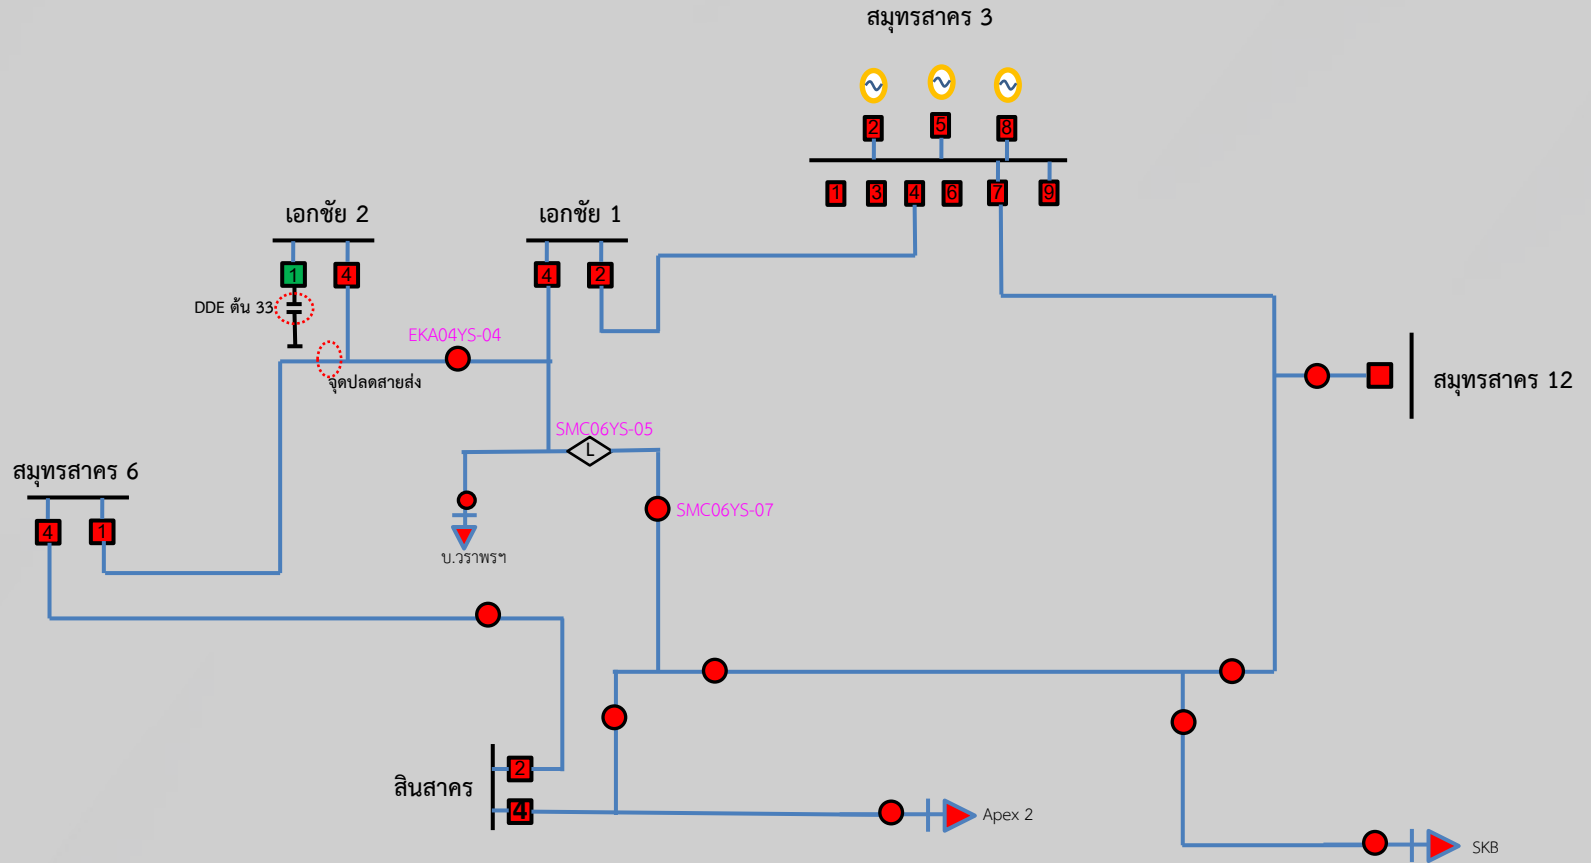 สมุทรสาคร 3
2
5
8
1
3
4
6
7
9
เอกชัย 2
เอกชัย 1
1
4
4
2
DDE ต้น 33
EKA04YS-04
จุดปลดสายส่ง
สมุทรสาคร 12
SMC06YS-05
L
สมุทรสาคร 6
SMC06YS-07
4
1
บ.วราพรฯ
2
สินสาคร
4
Apex 2
SKB